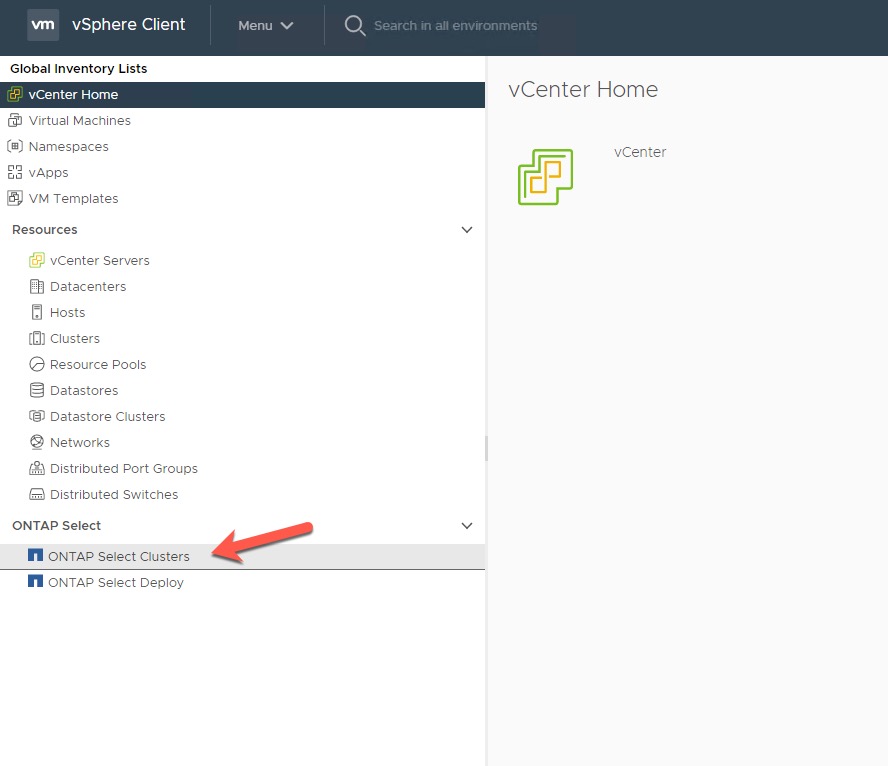 vm vSphere Client Menu Search in all environments
Global Inventory Lists
vCenter Home
Virtual Machines
Namespaces
vApps
VM Templates
Resources
vCenter Servers
Datacenters
Hosts
Clusters
Resource Pools
Datastores
Datastore Clusters
Networks
Distributed Port Groups
Distributed Switches
ONTAP Select
ONTAP Select Clusters
ONTAP Select Deploy
vCenter Home
vCenter